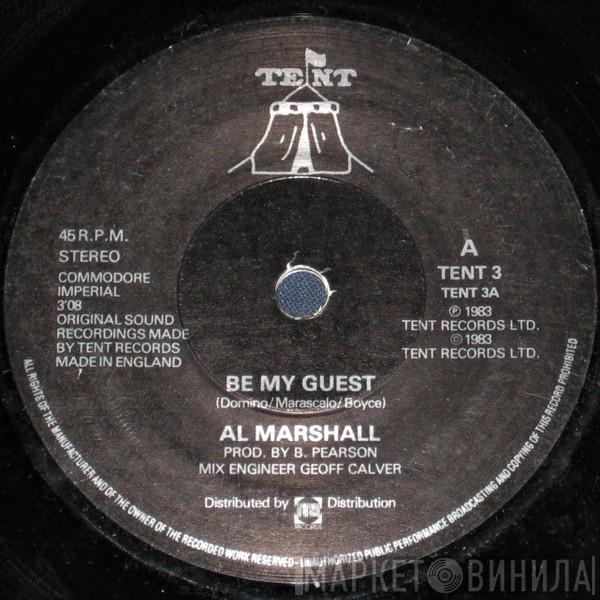 TENT
45 R.P.M.
STEREO
COMMODORE
IMPERIAL
3'08
ORIGINAL SOUND
RECORDINGS MADE
BY TENT RECORDS
MADE IN ENGLAND
A
TENT 3
TENT 3A
℗ 1983
TENT RECORDS LTD.
© 1983
TENT RECORDS LTD.
BE MY GUEST
(Domino/Marascalo/Boyce)
AL MARSHALL
PROD. BY B. PEARSON
MIX ENGINEER GEOFF CALVER
Distributed by Distribution
RECORDS
ALL RIGHTS OF THE MANUFACTURER AND OF THE OWNER OF THE RECORDED WORK RESERVED - UNAUTHORIZED PUBLIC PERFORMANCE BROADCASTING AND COPYING OF THIS RECORD PROHIBITED
МАРКЕТ ВИНИЛА